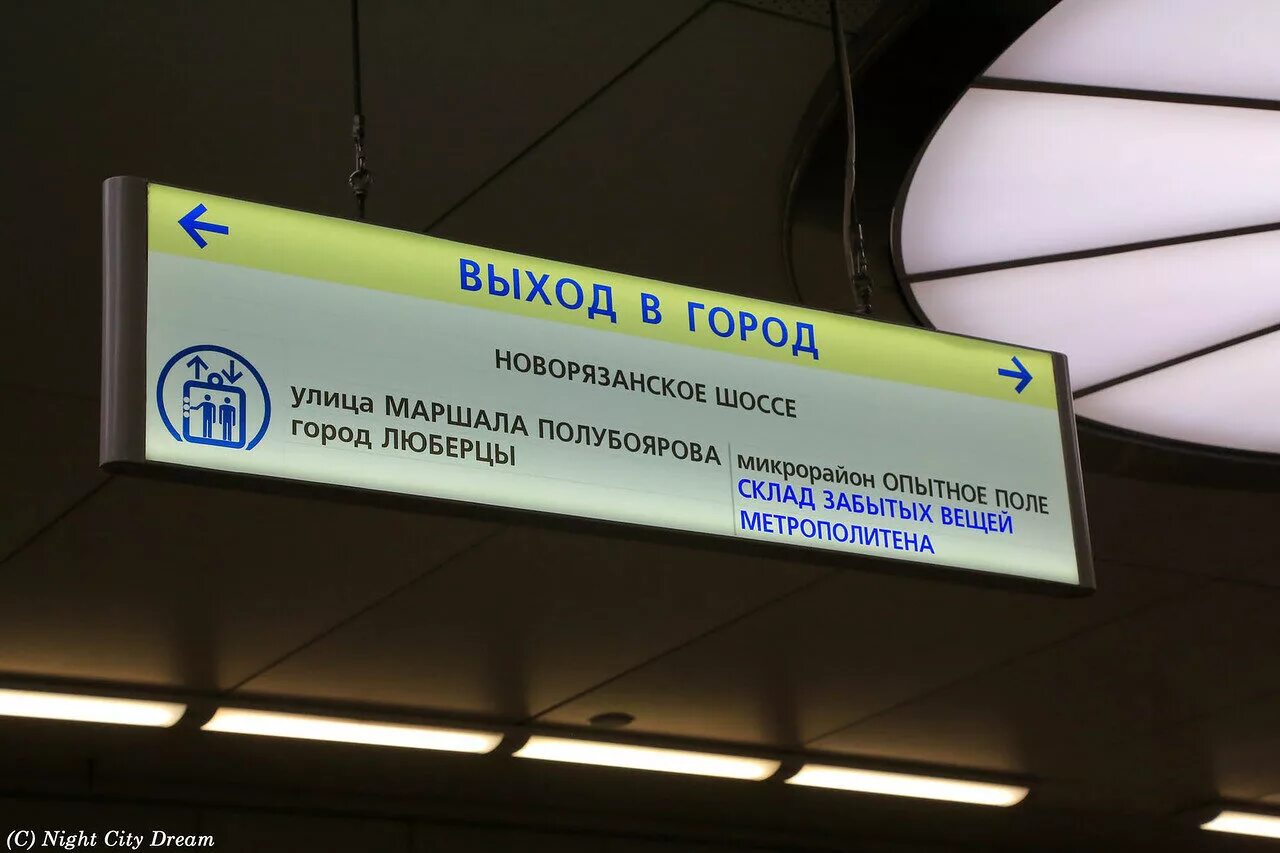 ВЫХОД В ГОРОД
НОВОРЯЗАНСКОЕ ШОССЕ
улица МАРШАЛА ПОЛУБОЯРОВА
город ЛЮБЕРЦЫ
микрорайон ОПЫТНОЕ ПОЛЕ
СКЛАД ЗАБЫТЫХ ВЕЩЕЙ
МЕТРОПОЛИТЕНА
(C) Night City Dream